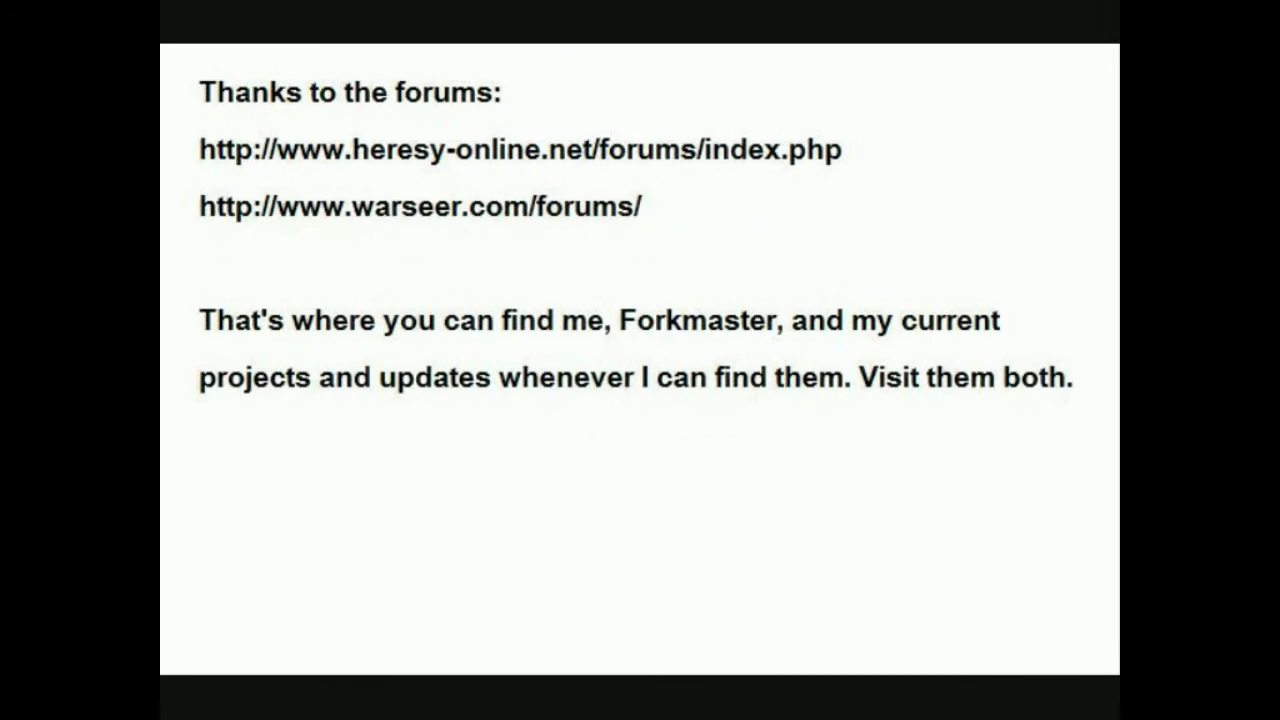 Thanks to the forums:
http://www.heresy-online.net/forums/index.php
http://www.warseer.com/forums/
That's where you can find me, Forkmaster, and my current
projects and updates whenever I can find them. Visit them both.